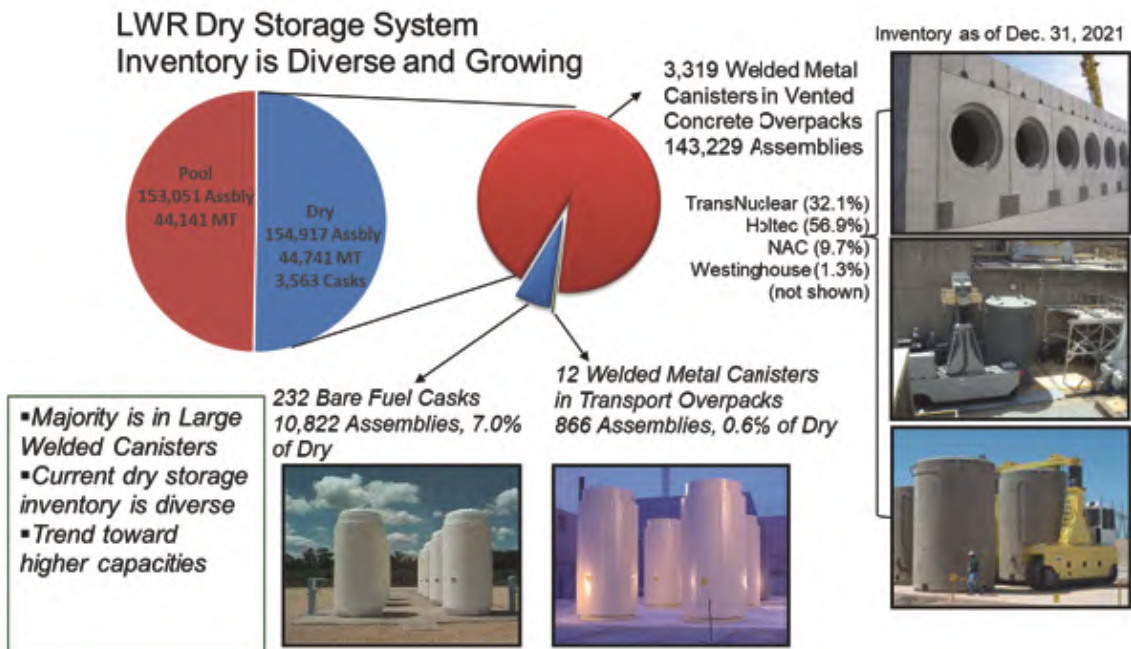 LWR Dry Storage System
Inventory is Diverse and Growing
Inventory as of Dec. 31, 2021
3,319 Welded Metal
Canisters in Vented
Concrete Overpacks
143,229 Assemblies
Pool
153,051 Assbly
44,141 MT
Dry
154,917 Assbly
44,741 MT
3,563 Casks
TransNuclear (32.1%)
Holtec (56.9%)
NAC (9.7%)
Westinghouse (1.3%)
(not shown)
232 Bare Fuel Casks
10,822 Assemblies, 7.0%
of Dry
12 Welded Metal Canisters
in Transport Overpacks
866 Assemblies, 0.6% of Dry
▪Majority is in Large
Welded Canisters
▪Current dry storage
inventory is diverse
▪Trend toward
higher capacities